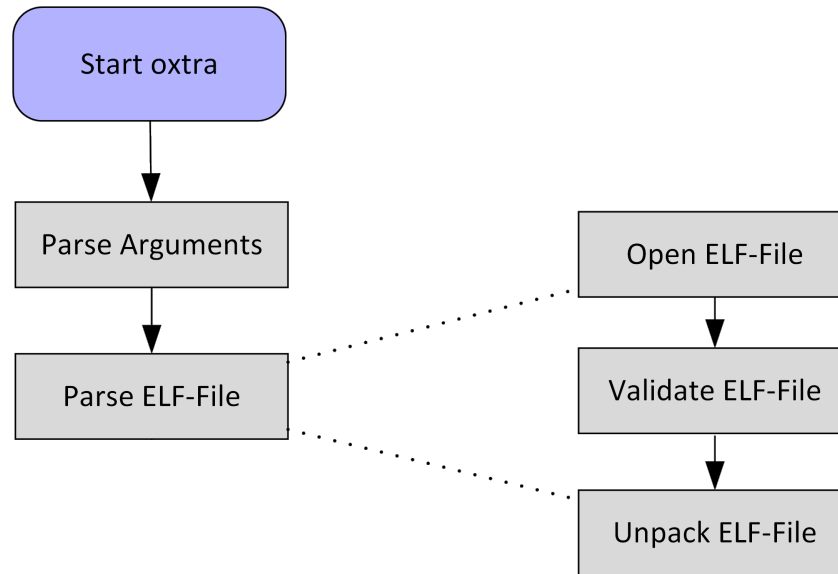 Start oxtra
Parse Arguments
Parse ELF-File
Open ELF-File
Validate ELF-File
Unpack ELF-File